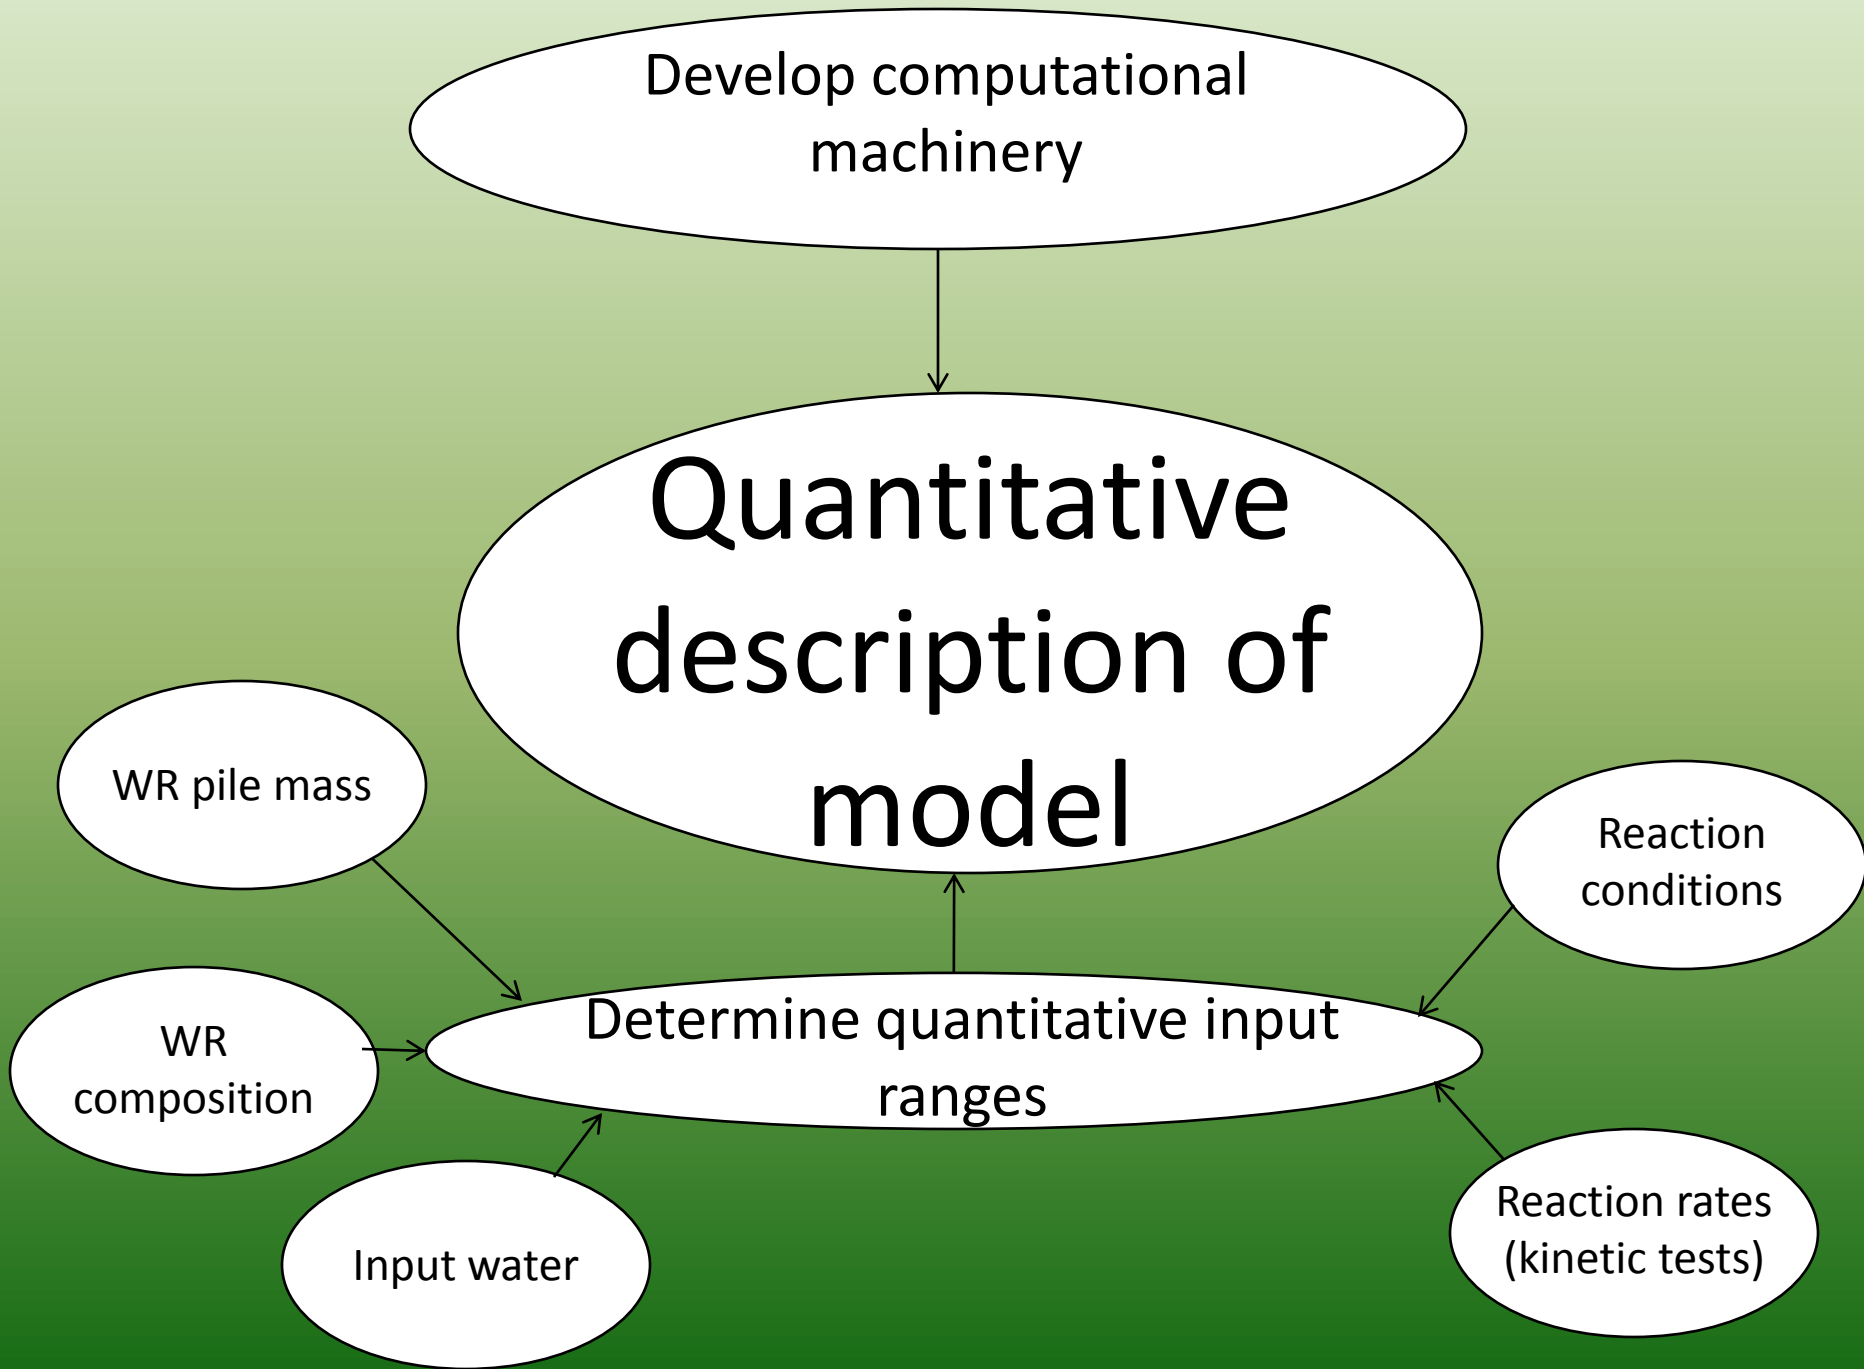 Develop computational
machinery
Quantitative
description of
model
WR pile mass
Reaction
conditions
WR
composition
Determine quantitative input
ranges
Input water
Reaction rates
(kinetic tests)